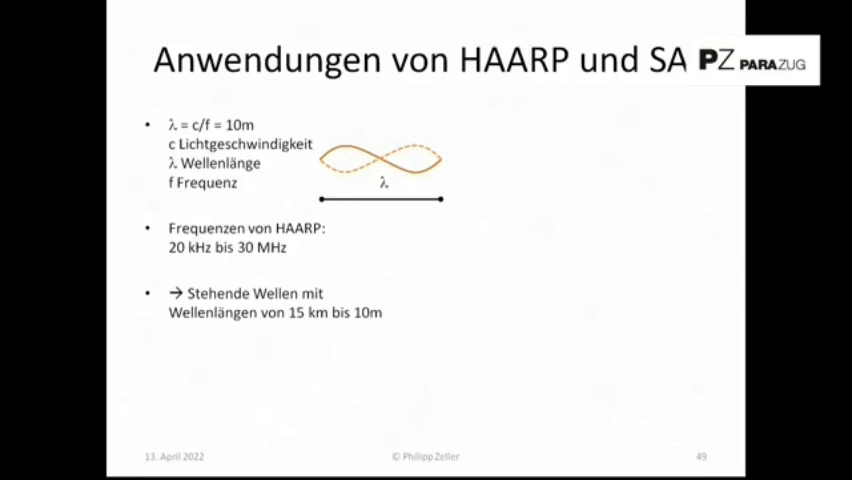 Anwendungen von HAARP und SA
PZ PARAZUG
• λ = c/f = 10m
c Lichtgeschwindigkeit
λ Wellenlänge
f Frequenz
λ
• Frequenzen von HAARP:
20 kHz bis 30 MHz
• → Stehende Wellen mit
Wellenlängen von 15 km bis 10m
13. April 2022
© Philipp Zeller
49